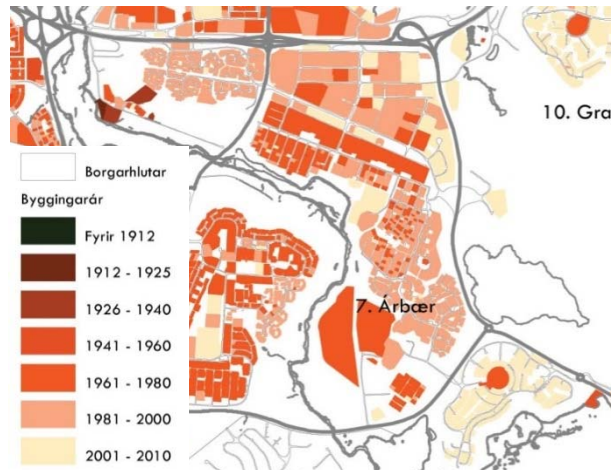 10. Gra
Borgarhlutar
Byggingarár
Fyrir 1912
1912 - 1925
1926 - 1940
1941 - 1960
1961 - 1980
1981 - 2000
2001 - 2010
7. Árbær